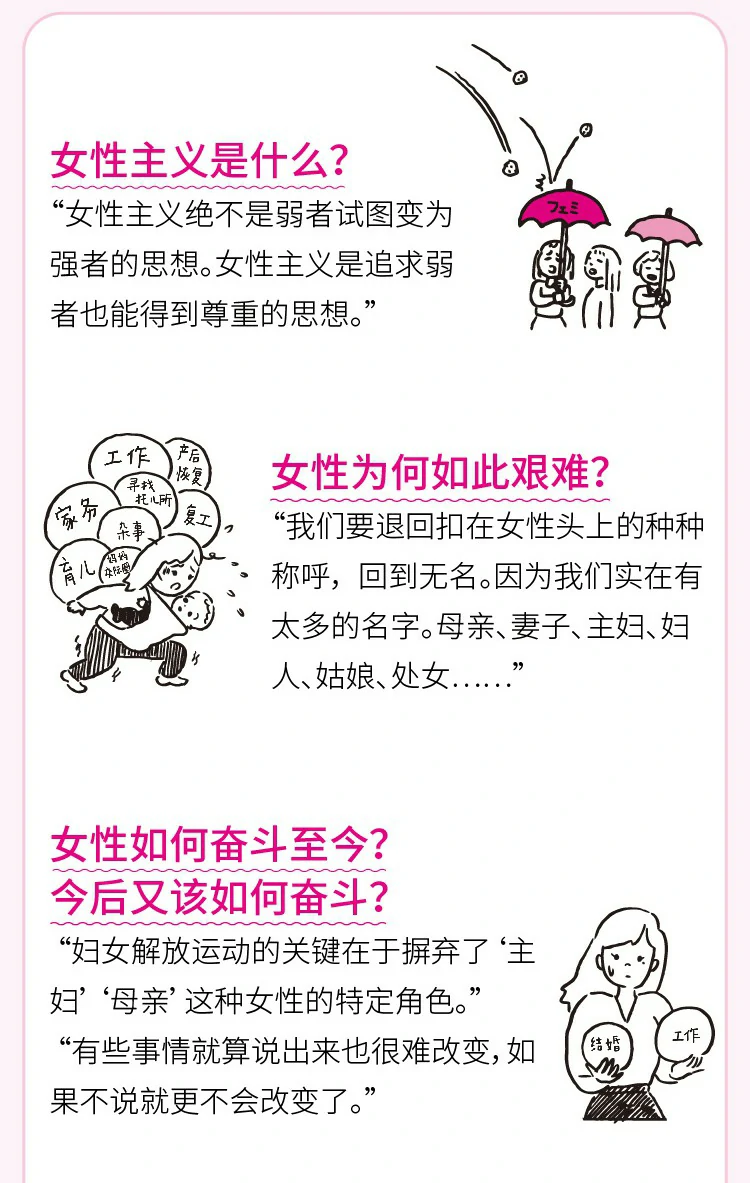 女性主义是什么？
“女性主义绝不是弱者试图变为
强者的思想。女性主义是追求弱
者也能得到尊重的思想。”
フェミ
工作
产后
恢复
寻找
托儿所
家务
杂事
复工
育儿
妈妈
交际圈
女性为何如此艰难？
“我们要退回扣在女性头上的种种
称呼，回到无名。因为我们实在有
太多的名字。母亲、妻子、主妇、妇
人、姑娘、处女……”
女性如何奋斗至今？
今后又该如何奋斗？
“妇女解放运动的关键在于摒弃了‘主
妇’‘母亲’这种女性的特定角色。”
“有些事情就算说出来也很难改变，如
果不说就更不会改变了。”
结婚
工作